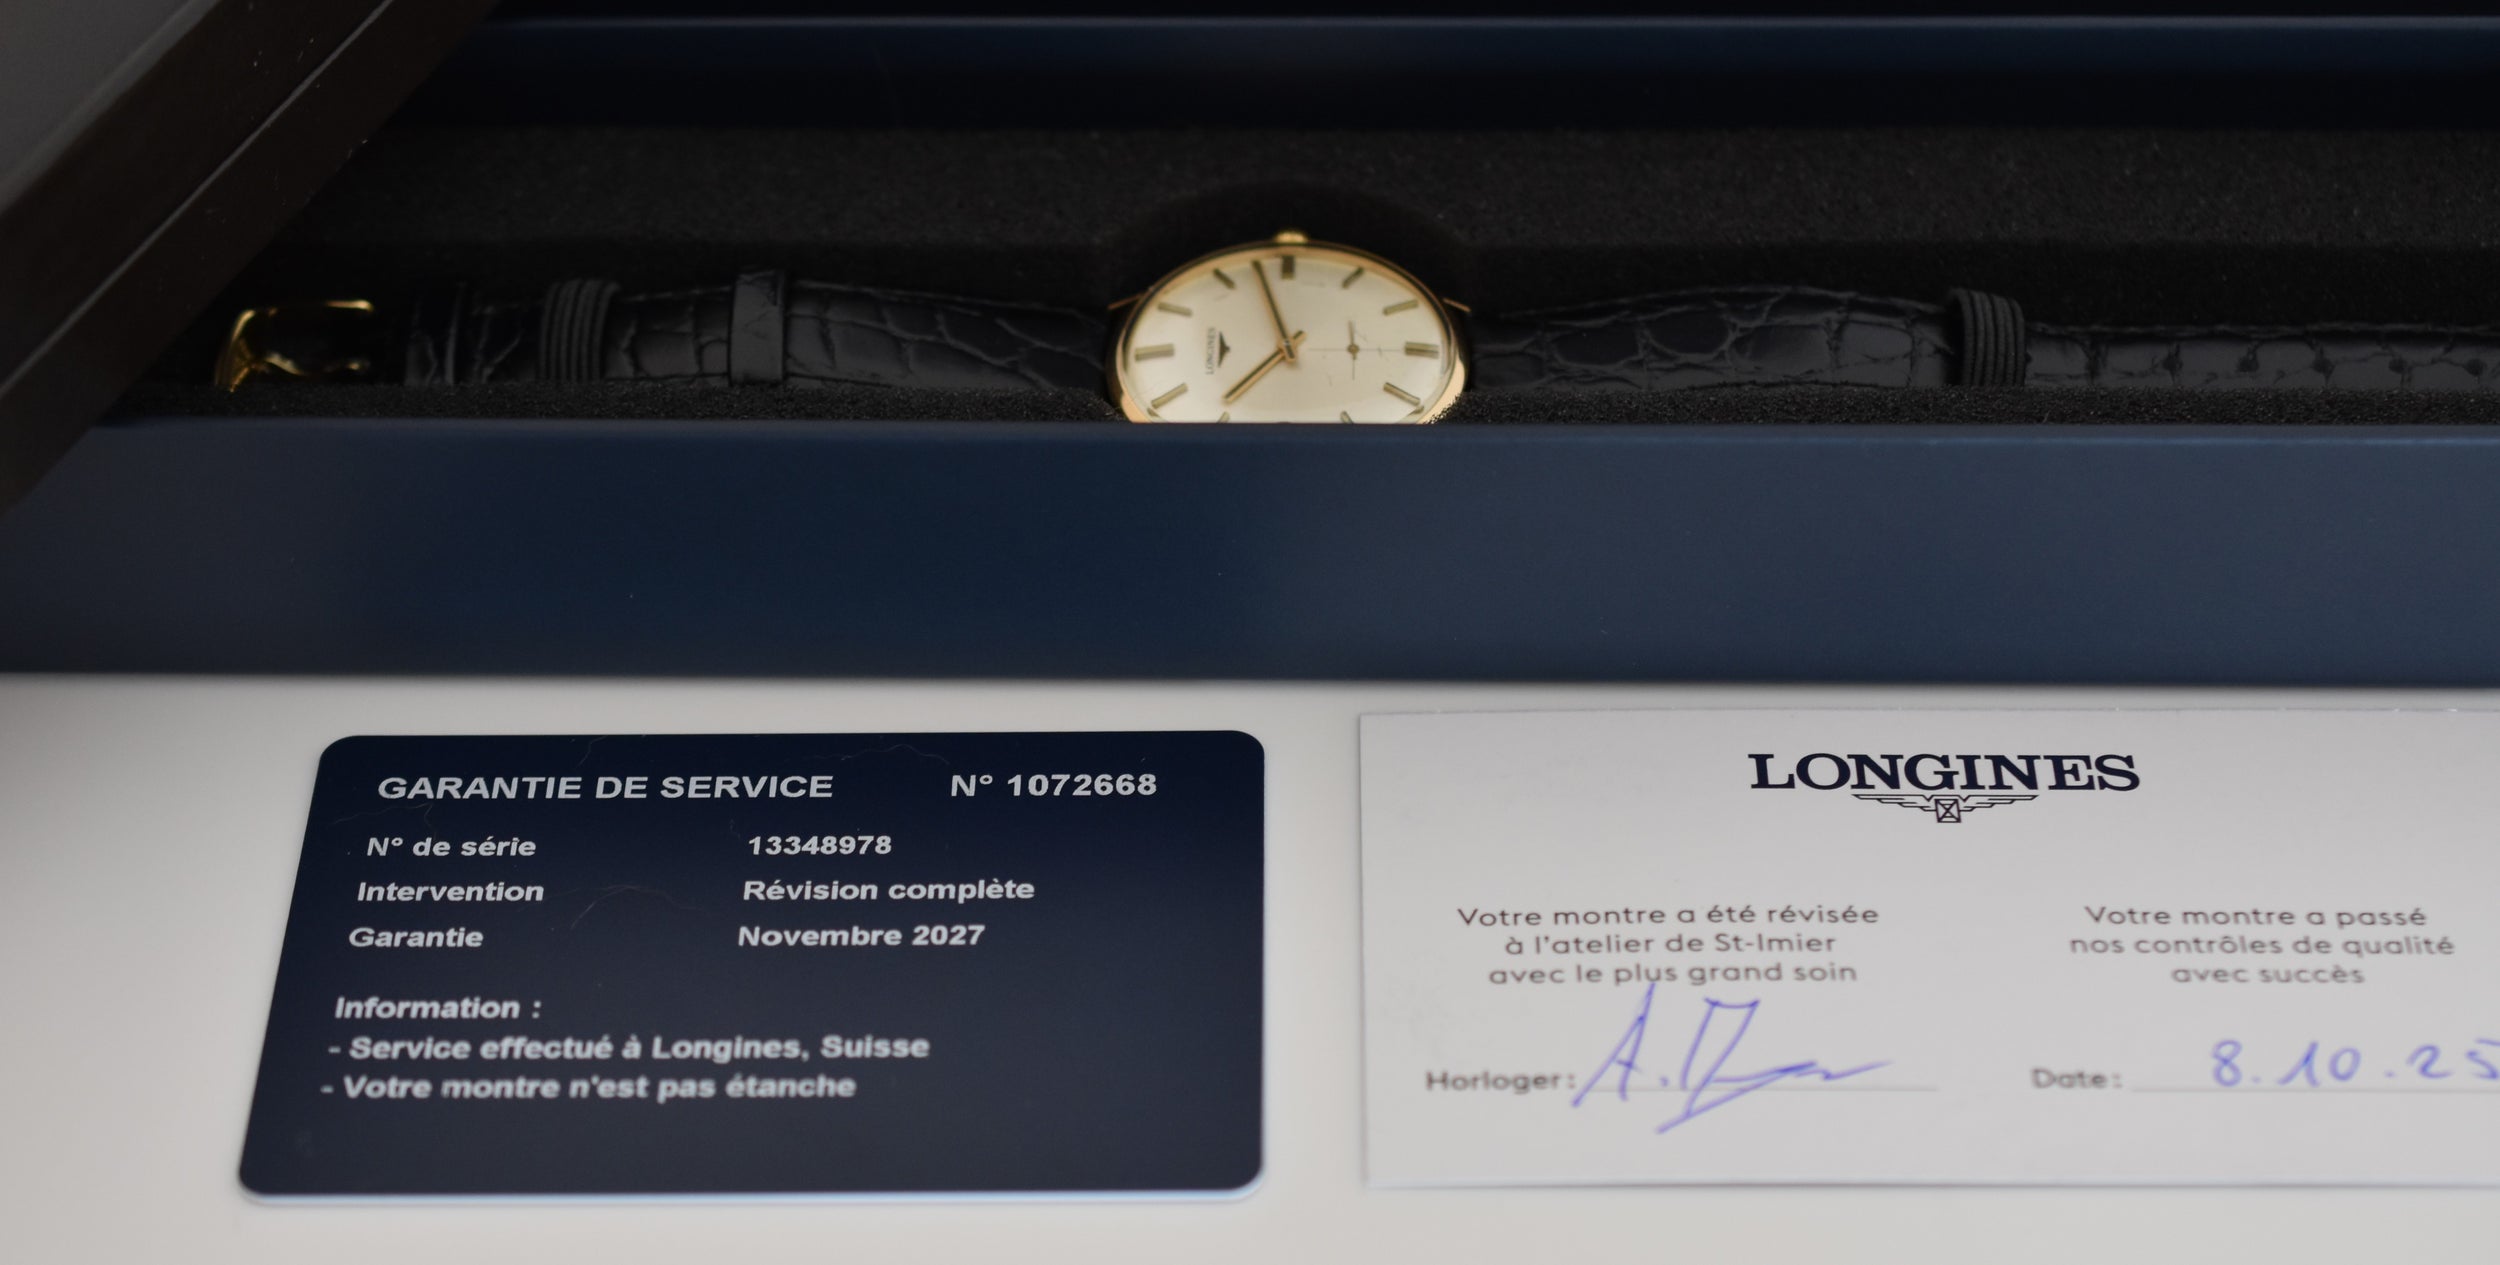 LONGINES
GARANTIE DE SERVICE N° 1072668
N° de série 13348978
Intervention Révision complète
Garantie Novembre 2027
Information :
- Service effectué à Longines, Suisse
- Votre montre n'est pas étanche
LONGINES
Votre montre a été révisée
à l'atelier de St-Imier
avec le plus grand soin
Horloger:
Votre montre a passé
nos contrôles de qualité
avec succès
Date: 8.10.25